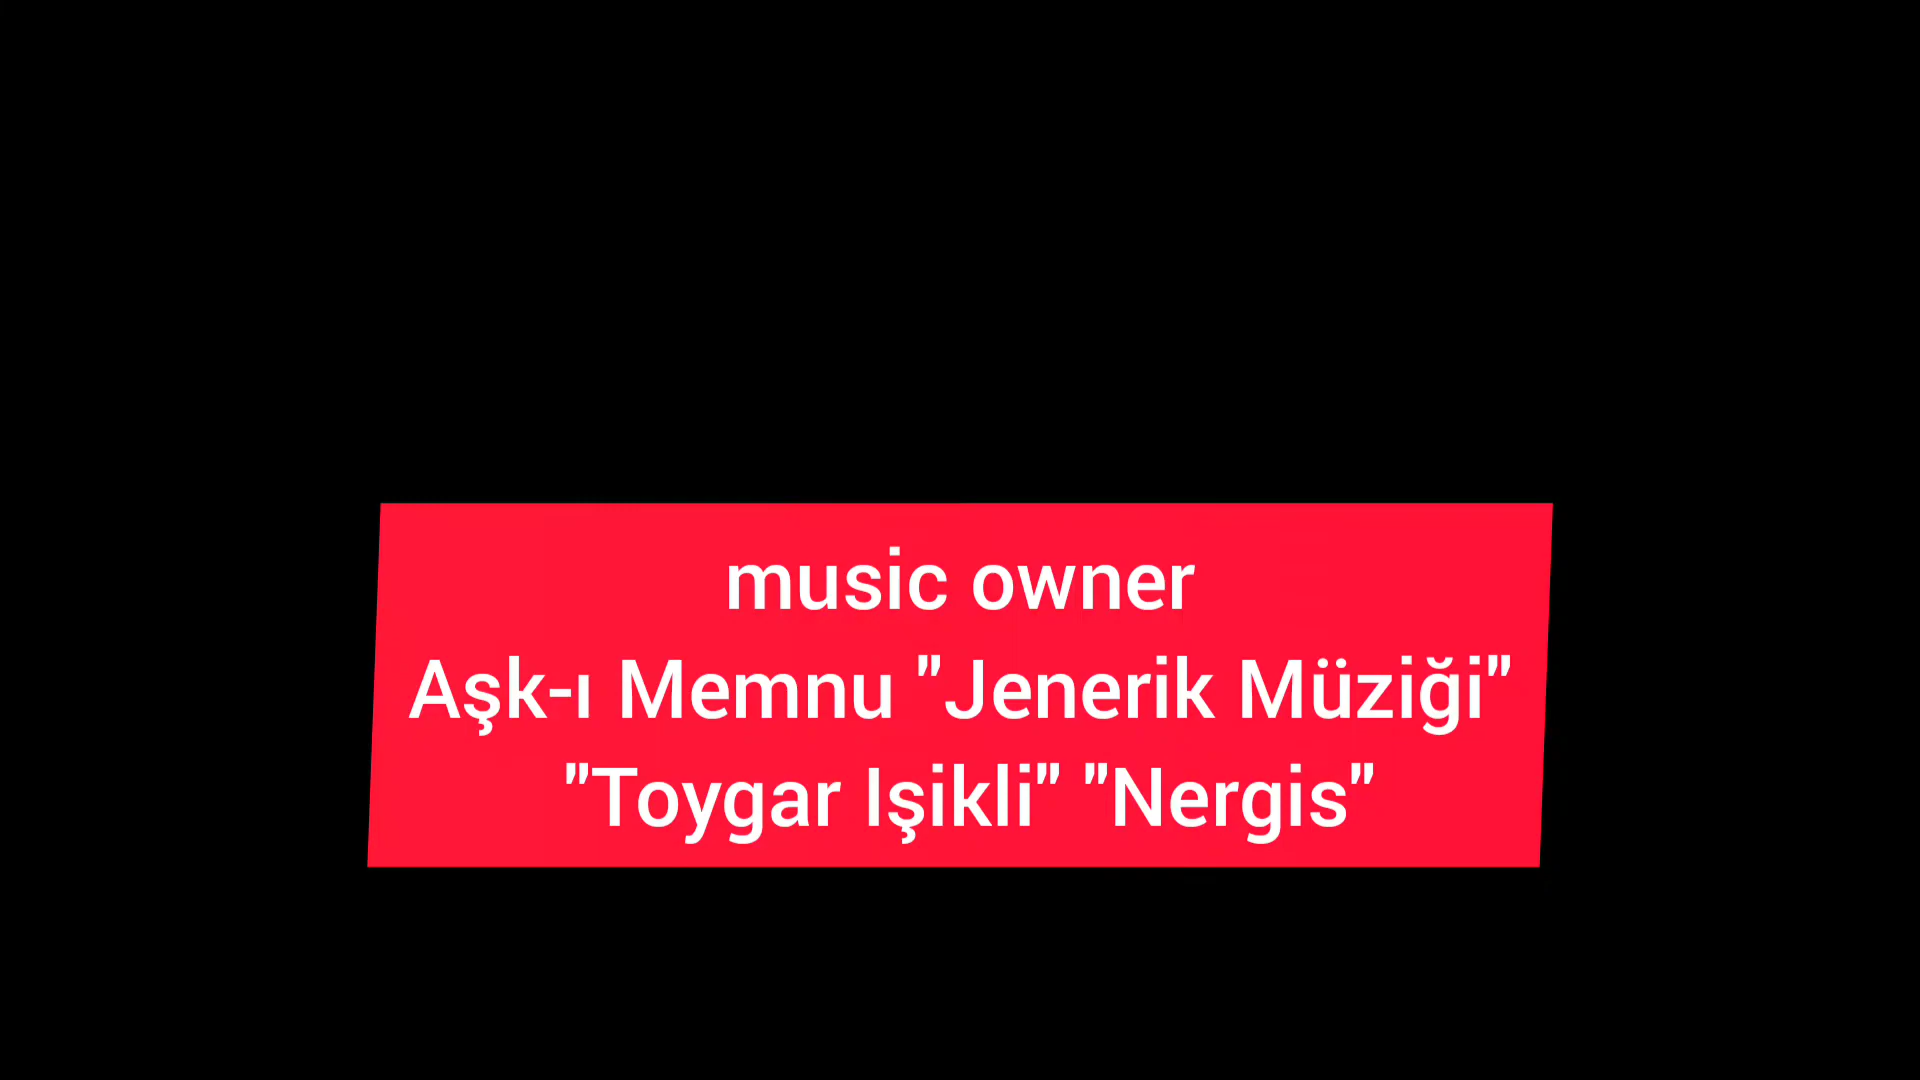 music owner
Aşk-ı Memnu "Jenerik Müziği"
"Toygar Işikli" "Nergis"